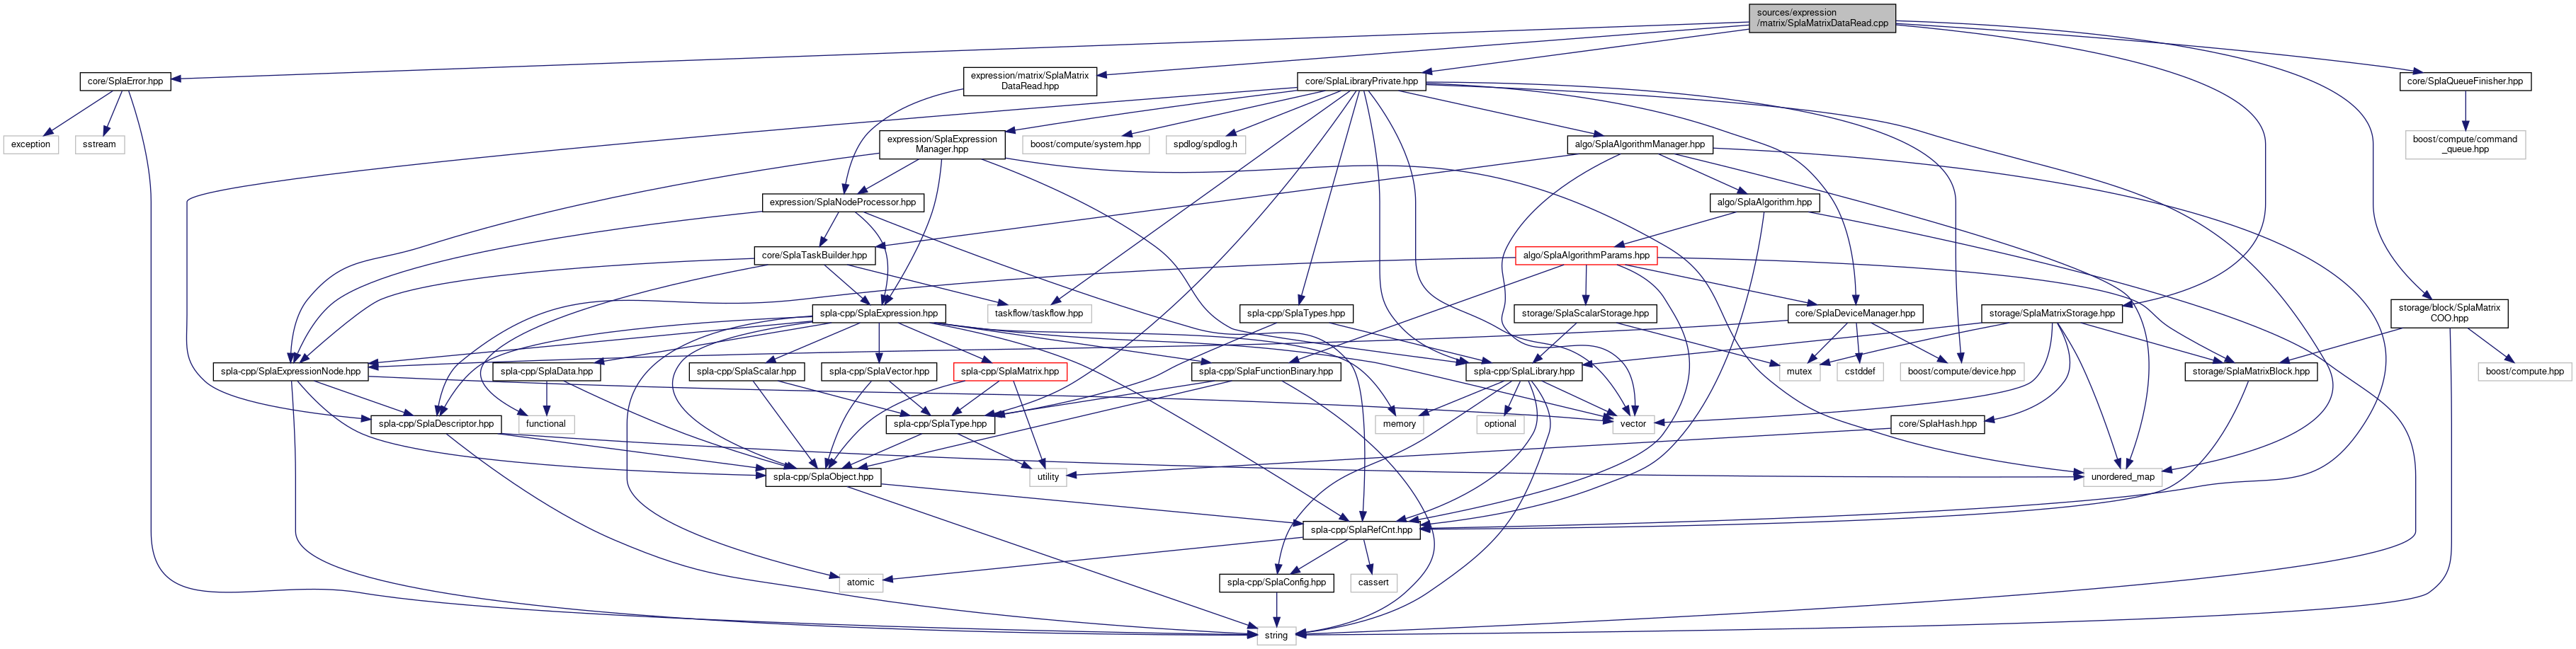 sources/expression
/matrix/SplaMatrixDataRead.cpp
core/SplaError.hpp
expression/matrix/SplaMatrix
DataRead.hpp
core/SplaLibraryPrivate.hpp
core/SplaQueueFinisher.hpp
exception
sstream
expression/SplaExpression
Manager.hpp
boost/compute/system.hpp
spdlog/spdlog.h
algo/SplaAlgorithmManager.hpp
boost/compute/command
_queue.hpp
expression/SplaNodeProcessor.hpp
algo/SplaAlgorithm.hpp
core/SplaTaskBuilder.hpp
algo/SplaAlgorithmParams.hpp
spla-cpp/SplaExpression.hpp
taskflow/taskflow.hpp
spla-cpp/SplaTypes.hpp
storage/SplaScalarStorage.hpp
core/SplaDeviceManager.hpp
storage/SplaMatrixStorage.hpp
storage/block/SplaMatrix
COO.hpp
spla-cpp/SplaExpressionNode.hpp
spla-cpp/SplaData.hpp
spla-cpp/SplaScalar.hpp
spla-cpp/SplaVector.hpp
spla-cpp/SplaMatrix.hpp
spla-cpp/SplaFunctionBinary.hpp
spla-cpp/SplaLibrary.hpp
mutex
cstddef
boost/compute/device.hpp
storage/SplaMatrixBlock.hpp
boost/compute.hpp
spla-cpp/SplaDescriptor.hpp
functional
spla-cpp/SplaType.hpp
memory
optional
vector
core/SplaHash.hpp
spla-cpp/SplaObject.hpp
utility
unordered_map
spla-cpp/SplaRefCnt.hpp
atomic
spla-cpp/SplaConfig.hpp
cassert
string